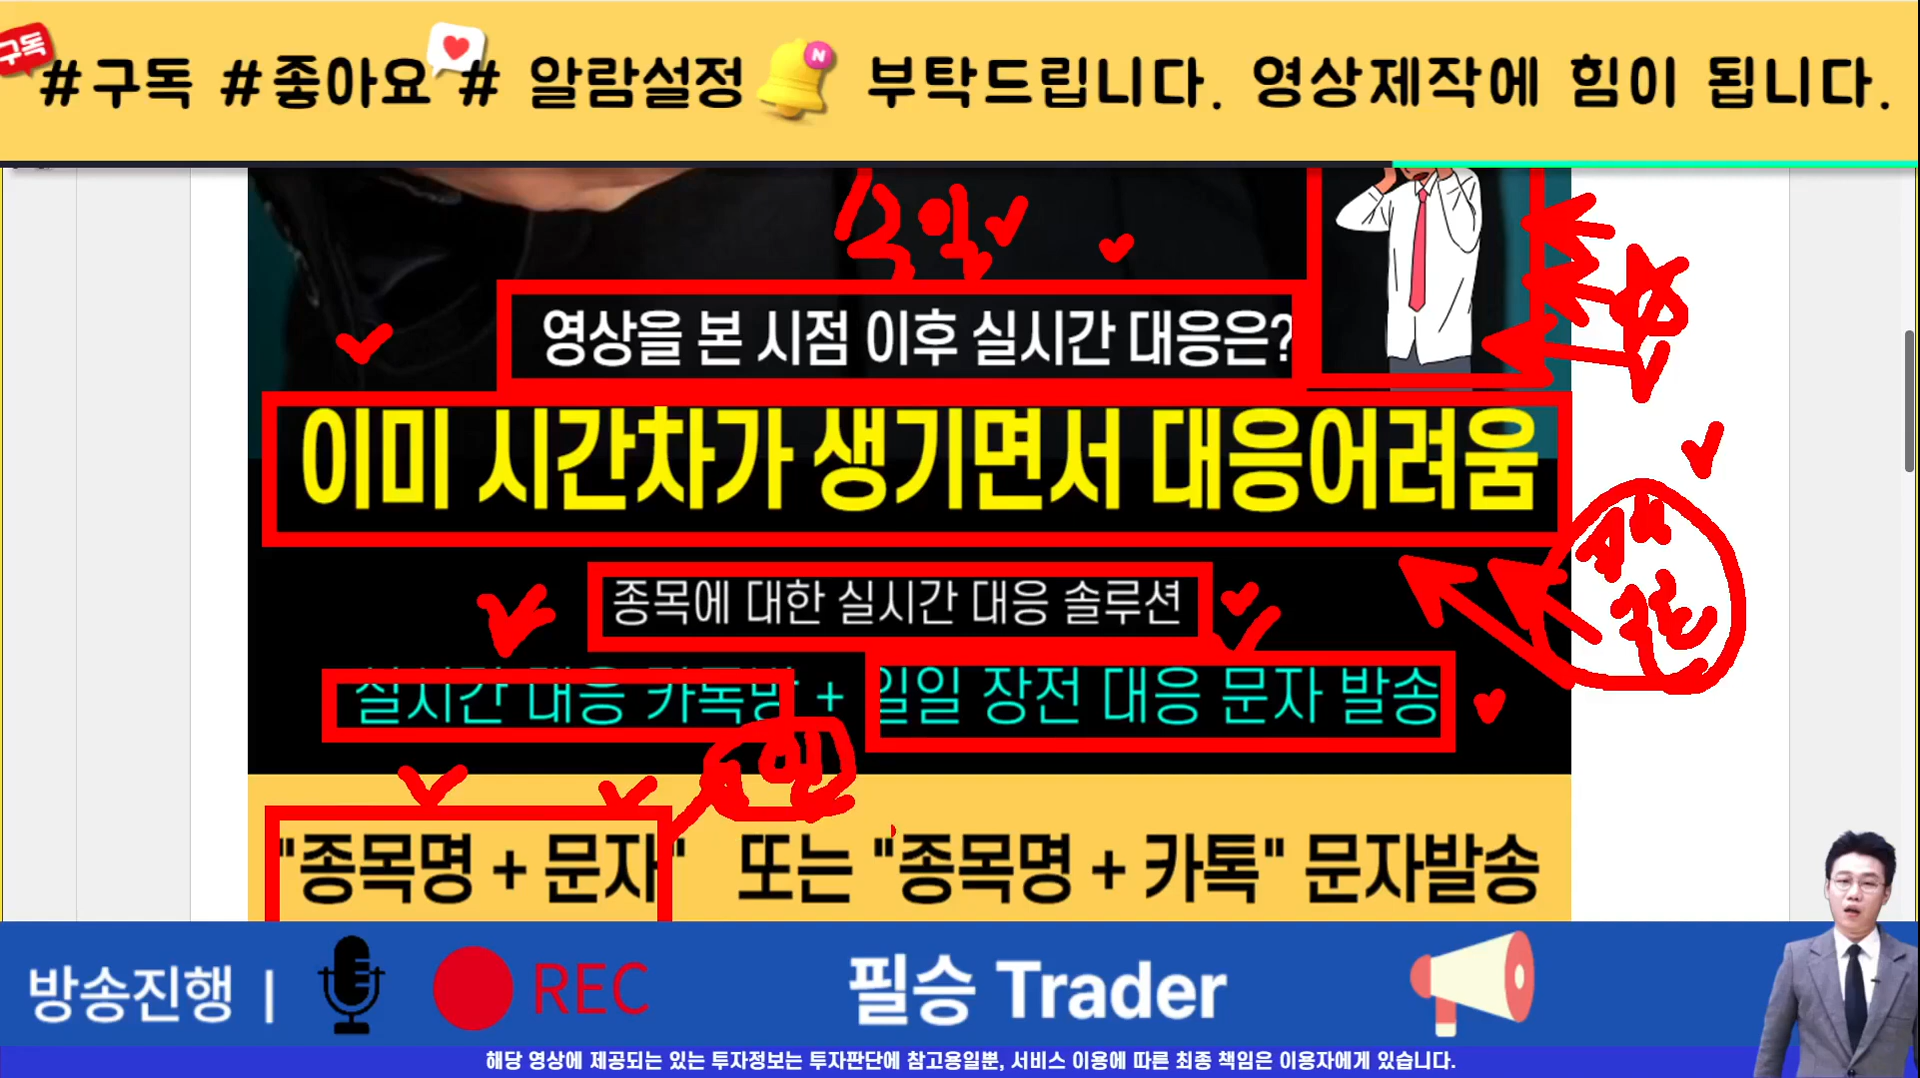 구독
#구독 #좋아요 # 알람설정 N 부탁드립니다. 영상제작에 힘이 됩니다.
영상을 본 시점 이후 실시간 대응은?
이미 시간차가 생기면서 대응어려움
종목에 대한 실시간 대응 솔루션
실시간 대응 카톡방 + 일일 장전 대응 문자 발송
"종목명 + 문자" 또는 "종목명 + 카톡" 문자발송
방송진행 | REC 필승 Trader
해당 영상에 제공되는 있는 투자정보는 투자판단에 참고용일뿐, 서비스 이용에 따른 최종 책임은 이용자에게 있습니다.